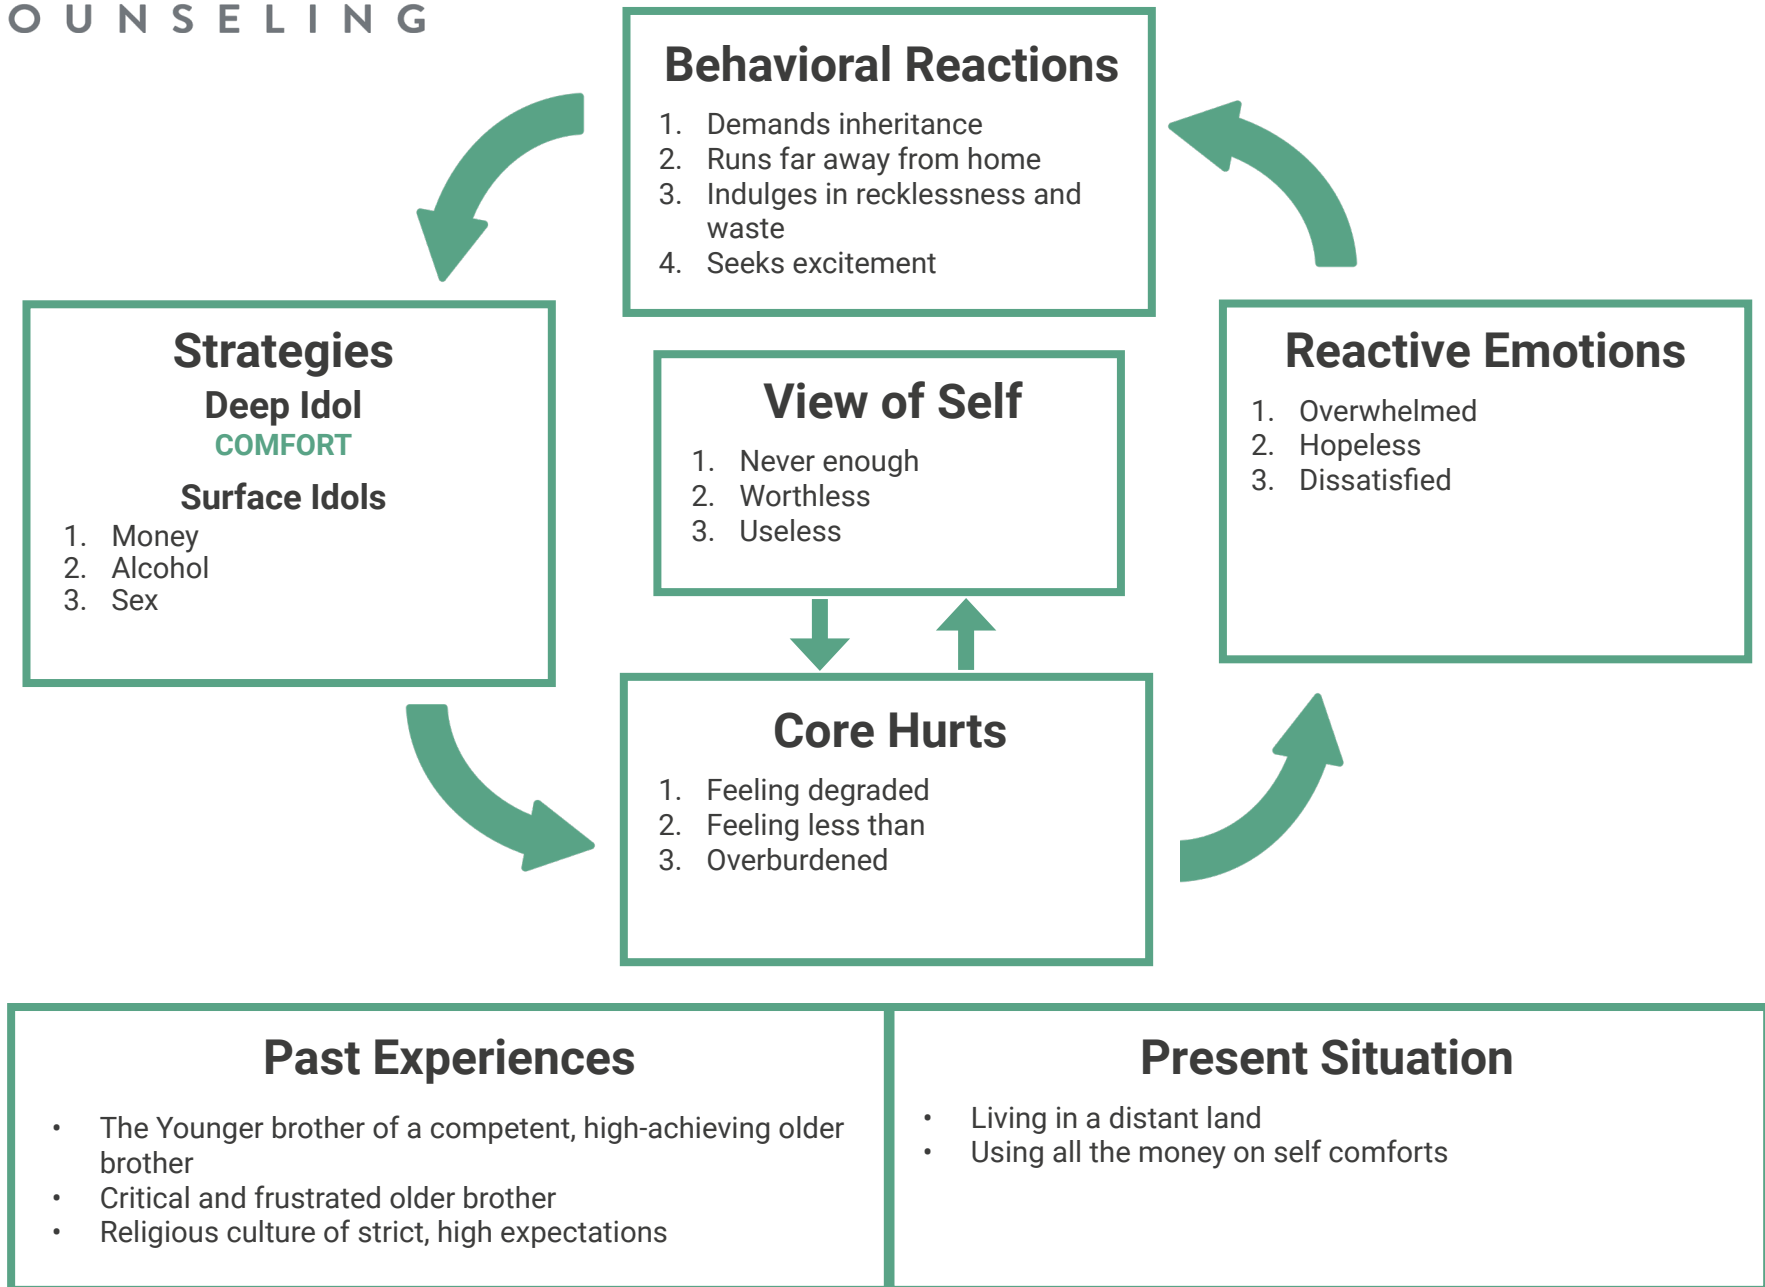 OUNSELING
Behavioral Reactions
1. Demands inheritance
2. Runs far away from home
3. Indulges in recklessness and
waste
4. Seeks excitement
Strategies
Deep Idol
COMFORT
Surface Idols
1. Money
2. Alcohol
3. Sex
View of Self
1. Never enough
2. Worthless
3. Useless
Reactive Emotions
1. Overwhelmed
2. Hopeless
3. Dissatisfied
Core Hurts
1. Feeling degraded
2. Feeling less than
3. Overburdened
Past Experiences
• The Younger brother of a competent, high-achieving older
brother
• Critical and frustrated older brother
• Religious culture of strict, high expectations
Present Situation
• Living in a distant land
• Using all the money on self comforts